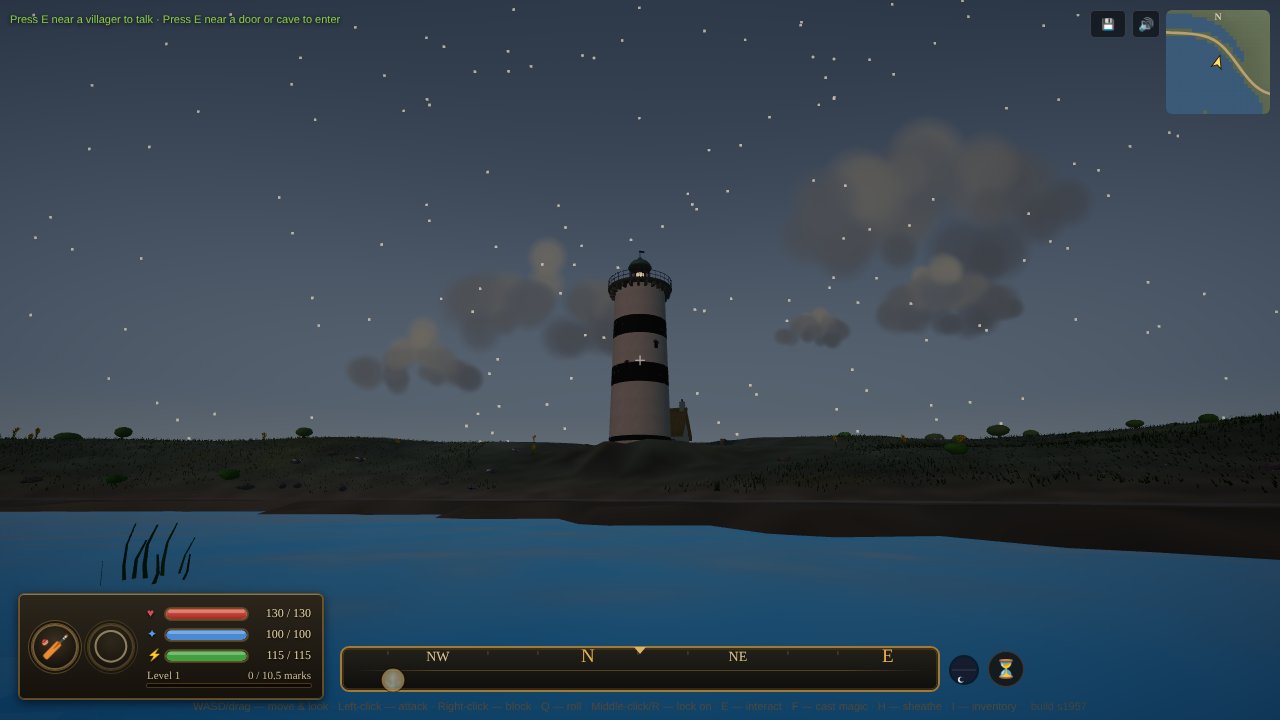 Press E near a villager to talk · Press E near a door or cave to enter
N
130 / 130
100 / 100
115 / 115
Level 1
0 / 10.5 marks
NW
N
NE
E
WASD/drag — move & look · Left-click — attack · Right-click — block · Q — roll · Middle-click/R — lock on · E — interact · F — cast magic · H — sheathe · I — inventory
build s1957